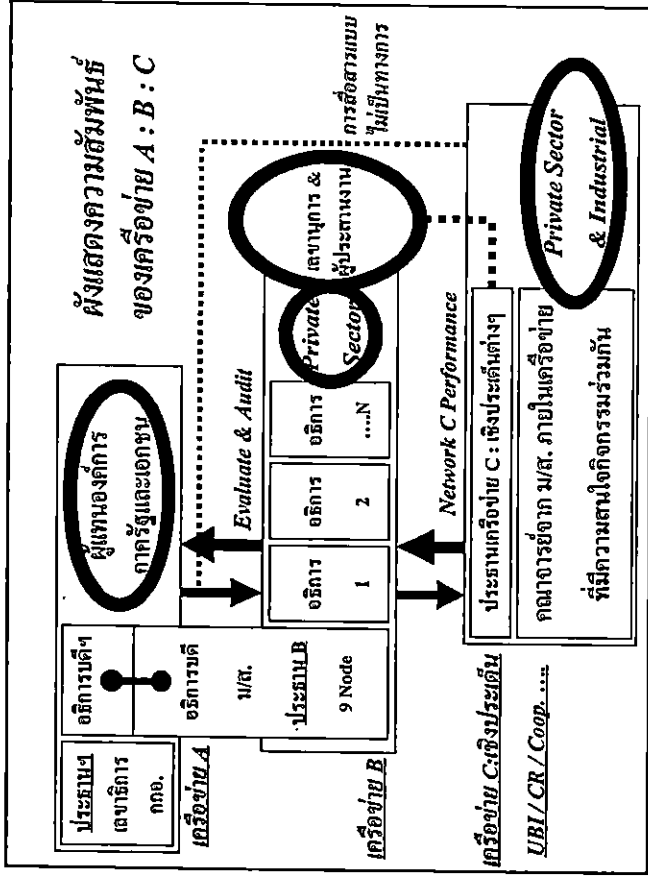 ผังแสดงความสัมพันธ์
ของเครือข่าย A : B : C
ประธานฯ
เลขาธิการ
กกอ.
อธิการบดีฯ
ผู้แทนองค์การ
ภาครัฐและเอกชน
เครือข่าย A
อธิการบดี
ม/ส.
ประธาน B
9 Node
Evaluate & Audit
การสื่อสารแบบ
ไม่เป็นทางการ
อธิการ
1
อธิการ
2
อธิการ
....N
Private
Sector
เลขานุการ &
ผู้ประสานงาน
เครือข่าย B
Network C Performance
เครือข่าย C:เชิงประเด็น
UBI / CR / Coop. ....
ประธานเครือข่าย C : เชิงประเด็นต่างๆ
คณาจารย์จาก ม/ส. ภายในเครือข่าย
ที่มีความสนใจกิจกรรมร่วมกัน
Private Sector
& Industrial